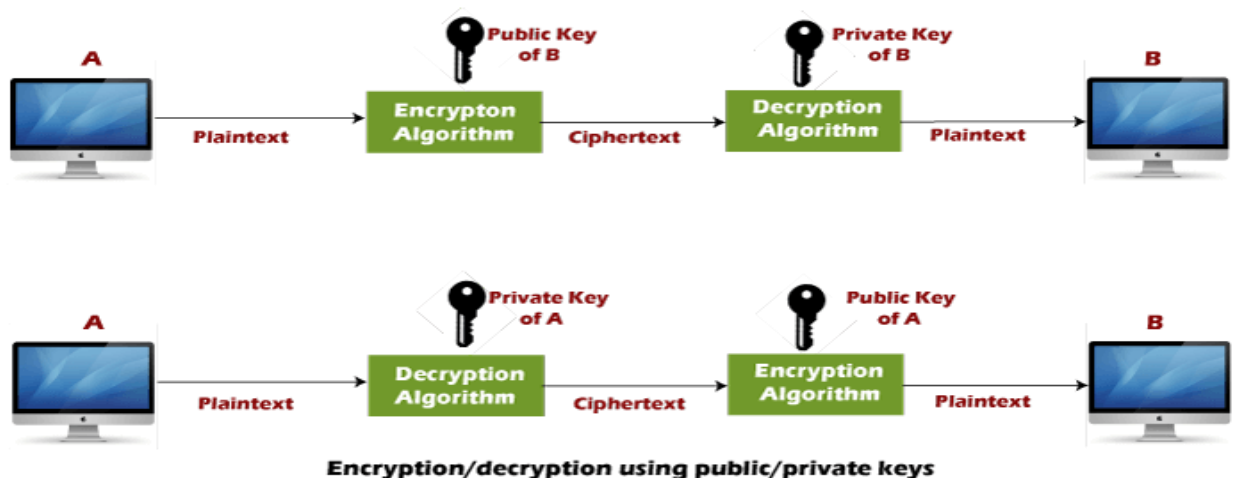 Public Key
of B
Private Key
of B
A
B
Encrypton
Algorithm
Decryption
Algorithm
Plaintext
Ciphertext
Plaintext
Private Key
of A
Public Key
of A
A
B
Decryption
Algorithm
Encryption
Algorithm
Plaintext
Ciphertext
Plaintext
Encryption/decryption using public/private keys